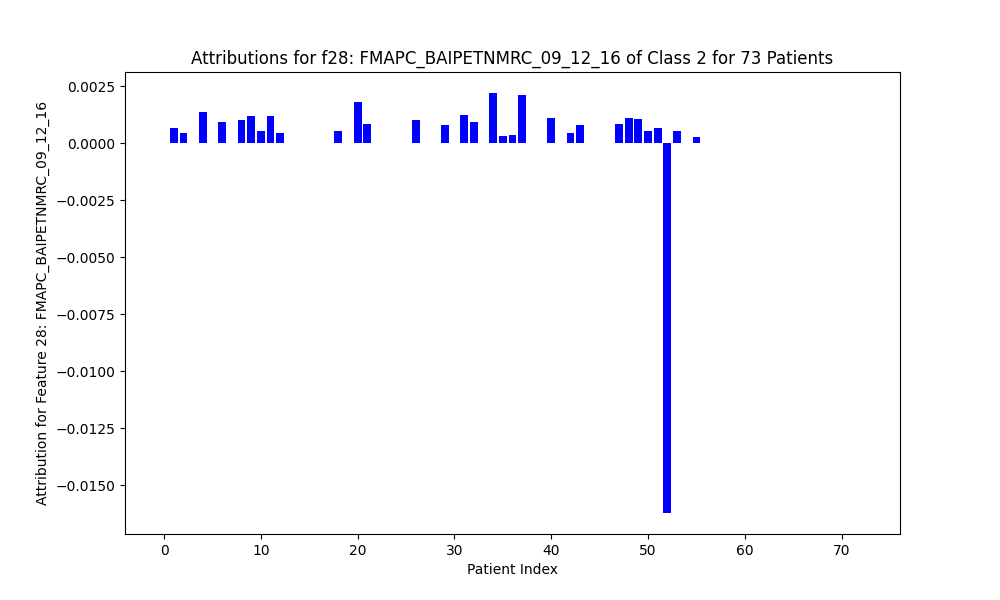 Attributions for f28: FMAPC_BAIPETNMRC_09_12_16 of Class 2 for 73 Patients
Attribution for Feature 28: FMAPC_BAIPETNMRC_09_12_16
0.0025
0.0000
−0.0025
−0.0050
−0.0075
−0.0100
−0.0125
−0.0150
0 10 20 30 40 50 60 70
Patient Index